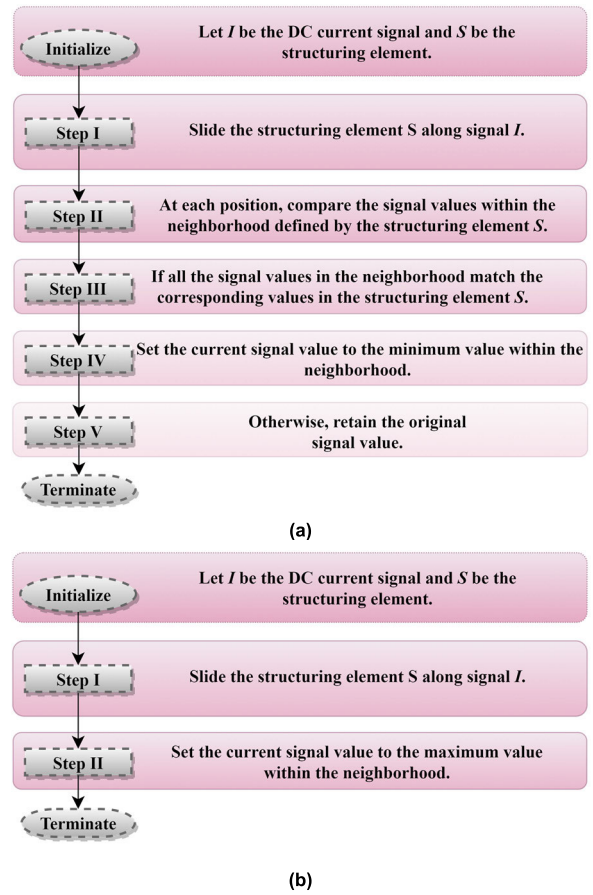 Initialize
Let I be the DC current signal and S be the
structuring element.
Step I
Slide the structuring element S along signal I.
Step II
At each position, compare the signal values within the
neighborhood defined by the structuring element S.
Step III
If all the signal values in the neighborhood match the
corresponding values in the structuring element S.
Step IV
Set the current signal value to the minimum value within the
neighborhood.
Step V
Otherwise, retain the original
signal value.
Terminate
(a)
Initialize
Let I be the DC current signal and S be the
structuring element.
Step I
Slide the structuring element S along signal I.
Step II
Set the current signal value to the maximum value
within the neighborhood.
Terminate
(b)